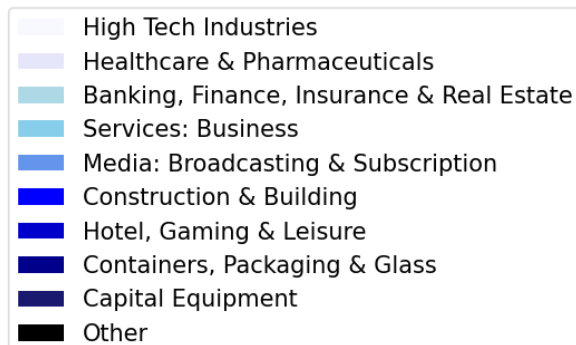 High Tech Industries
Healthcare & Pharmaceuticals
Banking, Finance, Insurance & Real Estate
Services: Business
Media: Broadcasting & Subscription
Construction & Building
Hotel, Gaming & Leisure
Containers, Packaging & Glass
Capital Equipment
Other